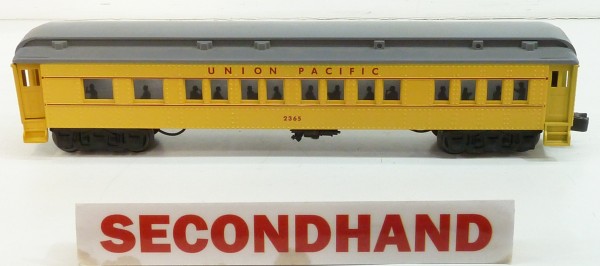 UNION PACIFIC
2365
SECONDHAND